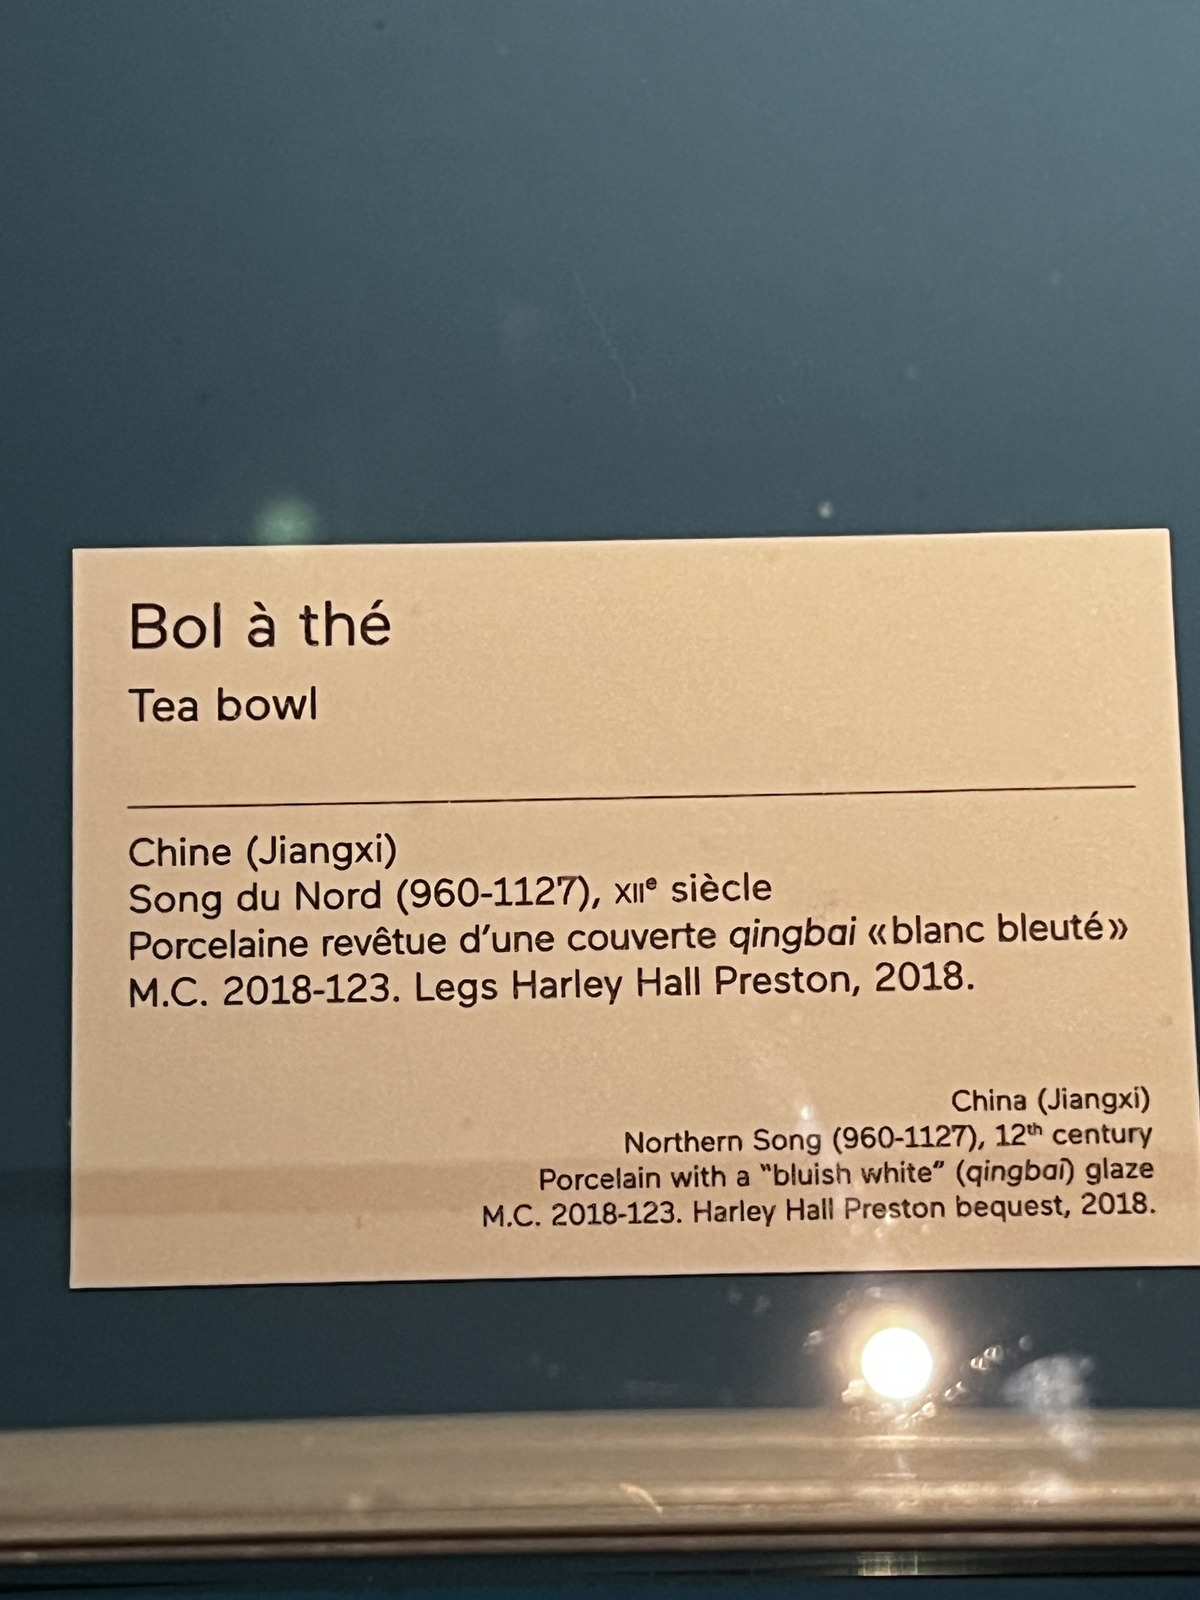 Bol à thé
Tea bowl
Chine (Jiangxi)
Song du Nord (960-1127), XIIᵉ siècle
Porcelaine revêtue d’une couverte qingbai «blanc bleuté»
M.C. 2018-123. Legs Harley Hall Preston, 2018.
China (Jiangxi)
Northern Song (960-1127), 12ᵗʰ century
Porcelain with a “bluish white” (qingbai) glaze
M.C. 2018-123. Harley Hall Preston bequest, 2018.